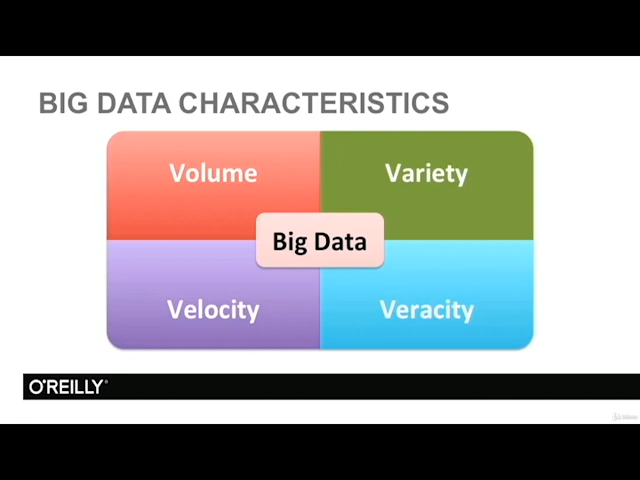 BIG DATA CHARACTERISTICS
Volume
Variety
Big Data
Velocity
Veracity
O'REILLY®